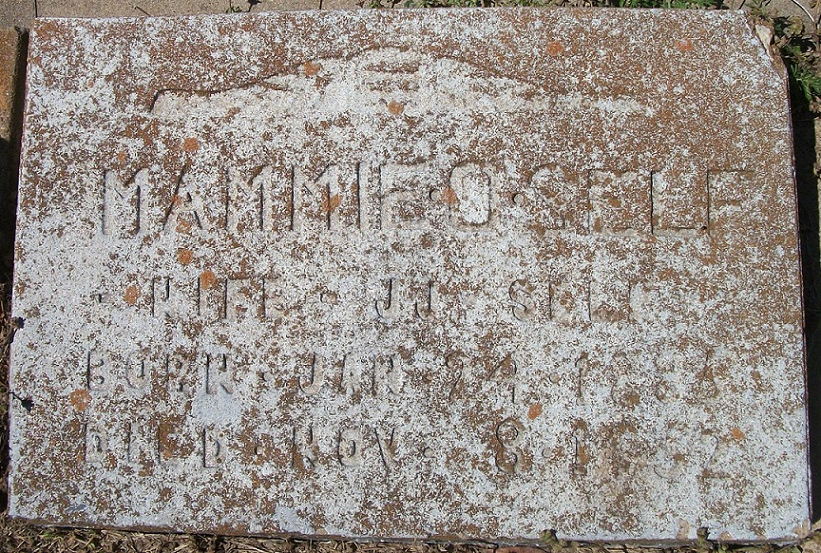 MAMMIE·O·SELF
·WIFE· JJ· SELF
BORN·JAN·24·
DIED·NOV· 8·